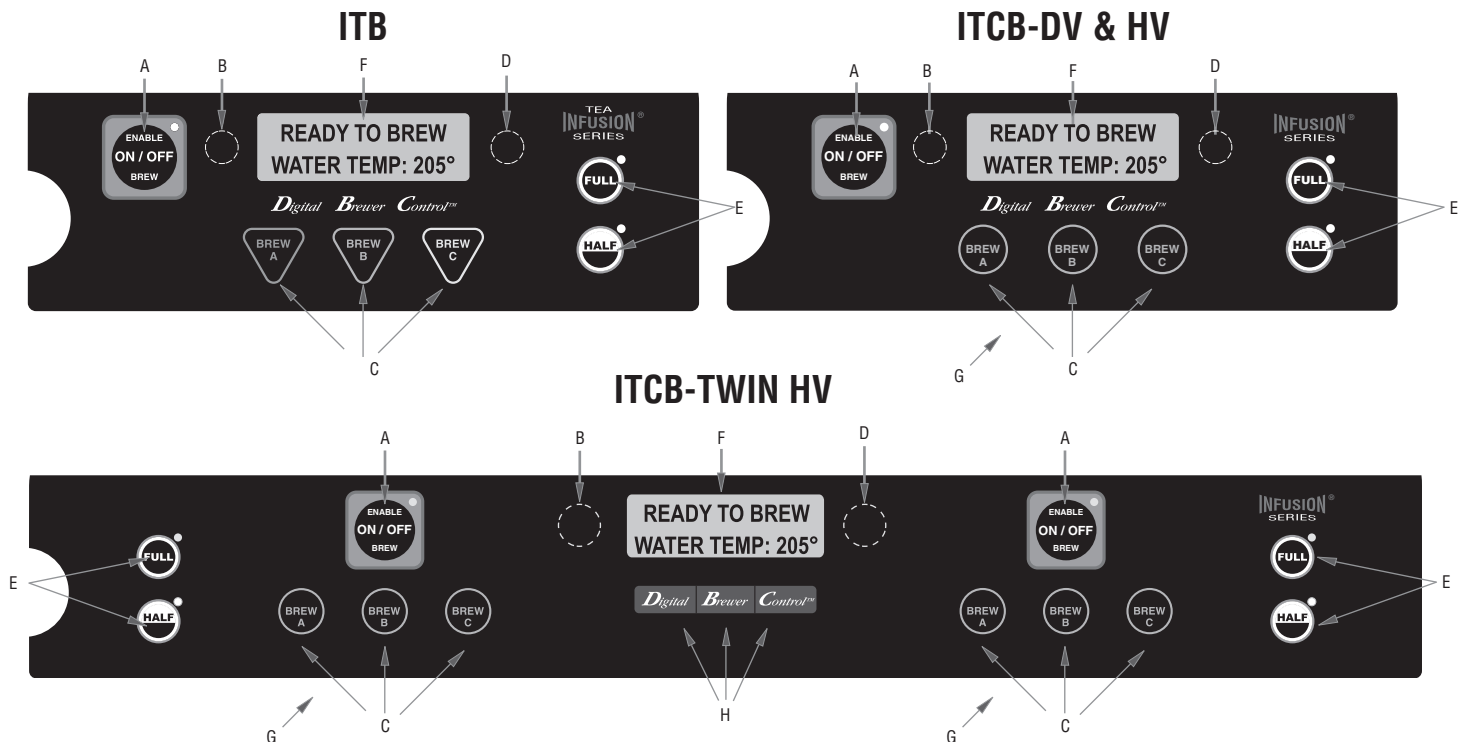 ITB
A
B
F
D
ENABLE
ON / OFF
BREW
READY TO BREW
WATER TEMP: 205°
TEA
INFUSION®
SERIES
FULL
HALF
E
Digital Brewer Control™
BREW
A
BREW
B
BREW
C
C
ITCB-DV & HV
A
B
F
D
ENABLE
ON / OFF
BREW
READY TO BREW
WATER TEMP: 205°
INFUSION®
SERIES
FULL
HALF
E
Digital Brewer Control™
BREW
A
BREW
B
BREW
C
G
C
ITCB-TWIN HV
A
B
F
D
A
E
FULL
HALF
ENABLE
ON / OFF
BREW
BREW
A
BREW
B
BREW
C
READY TO BREW
WATER TEMP: 205°
Digital Brewer Control™
ENABLE
ON / OFF
BREW
BREW
A
BREW
B
BREW
C
INFUSION®
SERIES
FULL
HALF
E
G
C
H
G
C